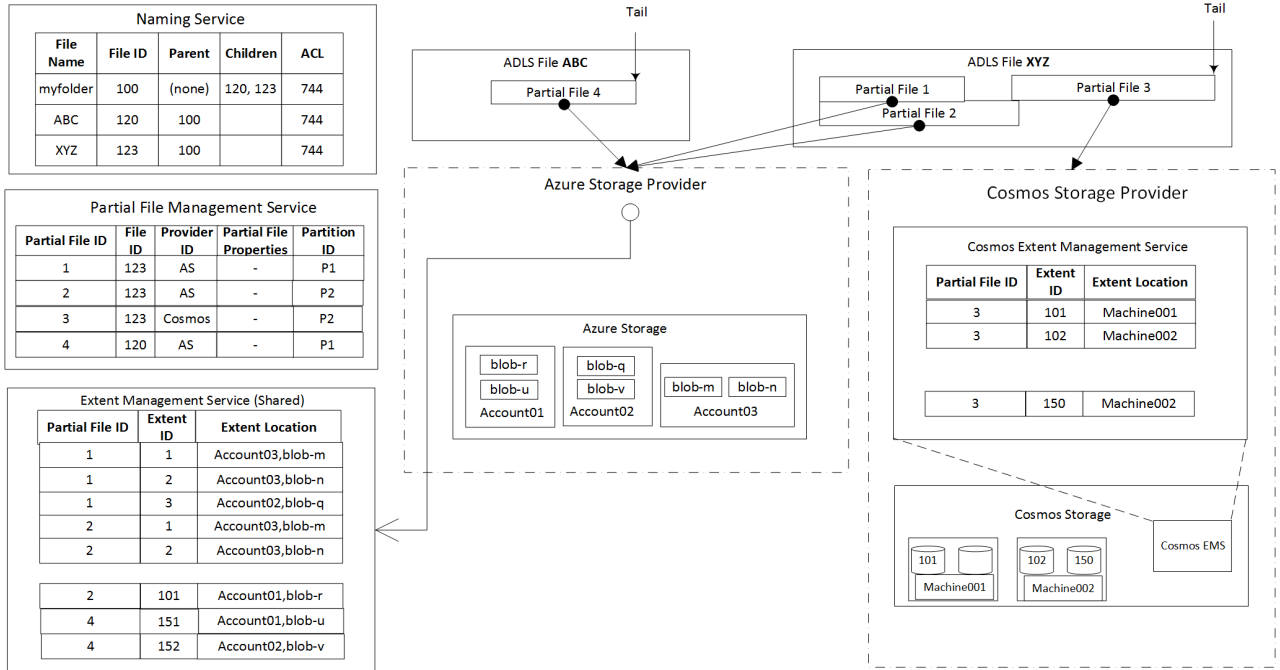 Naming Service
File Name File ID Parent Children ACL
myfolder 100 (none) 120, 123 744
ABC 120 100 744
XYZ 123 100 744
Partial File Management Service
Partial File ID File ID Provider ID Partial File Properties Partition ID
1 123 AS - P1
2 123 AS - P2
3 123 Cosmos - P2
4 120 AS - P1
Extent Management Service (Shared)
Partial File ID Extent ID Extent Location
1 1 Account03,blob-m
1 2 Account03,blob-n
1 3 Account02,blob-q
2 1 Account03,blob-m
2 2 Account03,blob-n
2 101 Account01,blob-r
4 151 Account01,blob-u
4 152 Account02,blob-v
Tail
ADLS File ABC
Partial File 4
Tail
ADLS File XYZ
Partial File 1
Partial File 3
Partial File 2
Azure Storage Provider
Azure Storage
blob-r
blob-u
Account01
blob-q
blob-v
Account02
blob-m blob-n
Account03
Cosmos Storage Provider
Cosmos Extent Management Service
Partial File ID Extent ID Extent Location
3 101 Machine001
3 102 Machine002
3 150 Machine002
Cosmos Storage
101
Machine001
102 150
Machine002
Cosmos EMS